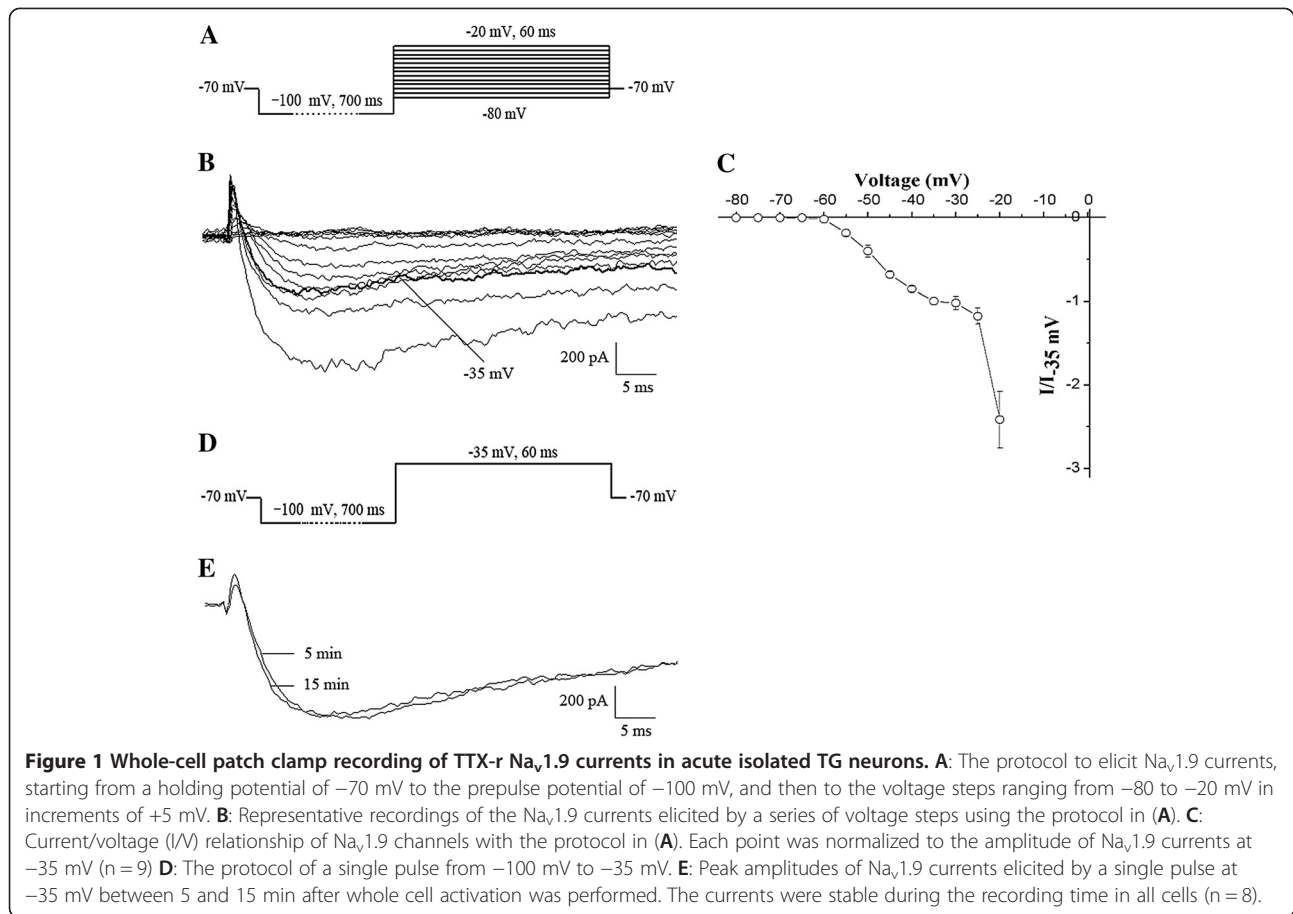 A
-20 mV, 60 ms
-70 mV
−100 mV, 700 ms
-70 mV
-80 mV
B
-35 mV
200 pA
5 ms
C
Voltage (mV)
-80 -70 -60 -50 -40 -30 -20 -10 0
0
-1
-2
-3
I/I-35 mV
D
-35 mV, 60 ms
-70 mV
−100 mV, 700 ms
-70 mV
E
5 min
15 min
200 pA
5 ms
Figure 1 Whole-cell patch clamp recording of TTX-r Nav1.9 currents in acute isolated TG neurons. A: The protocol to elicit Nav1.9 currents,
starting from a holding potential of −70 mV to the prepulse potential of −100 mV, and then to the voltage steps ranging from −80 to −20 mV in
increments of +5 mV. B: Representative recordings of the Nav1.9 currents elicited by a series of voltage steps using the protocol in (A). C:
Current/voltage (I/V) relationship of Nav1.9 channels with the protocol in (A). Each point was normalized to the amplitude of Nav1.9 currents at
−35 mV (n = 9) D: The protocol of a single pulse from −100 mV to −35 mV. E: Peak amplitudes of Nav1.9 currents elicited by a single pulse at
−35 mV between 5 and 15 min after whole cell activation was performed. The currents were stable during the recording time in all cells (n = 8).